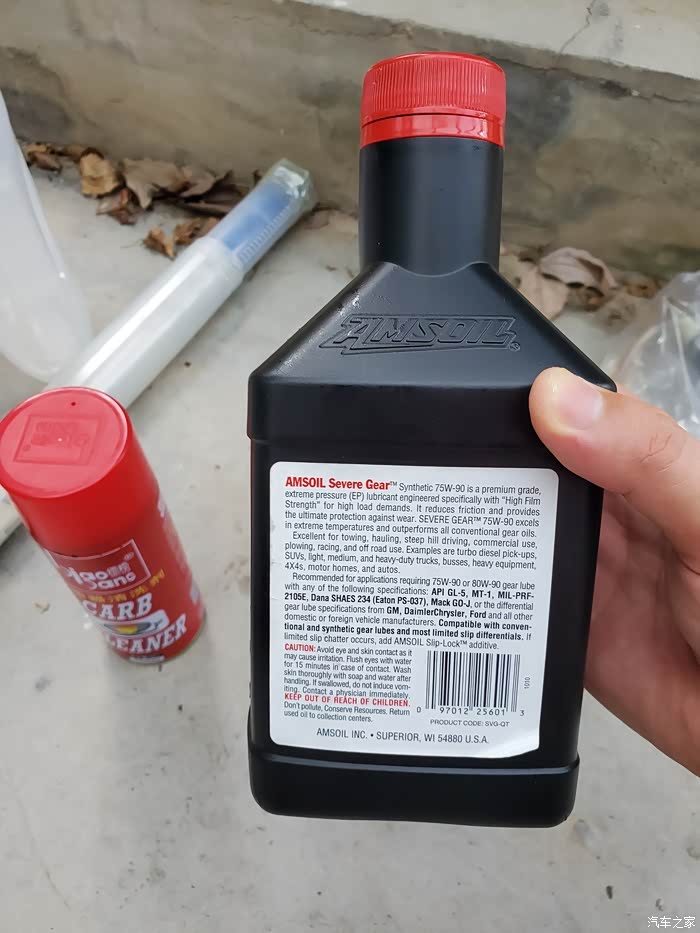 AMSOIL
AMSOIL Severe Gear™ Synthetic 75W-90 is a premium grade,
extreme pressure (EP) lubricant engineered specifically with "High Film
Strength" for high load demands. It reduces friction and provides
the ultimate protection against wear. SEVERE GEAR™ 75W-90 excels
in extreme temperatures and outperforms all conventional gear oils.
Excellent for towing, hauling, steep hill driving, commercial use,
plowing, racing, and off road use. Examples are turbo diesel pick-ups,
SUVs, light, medium, and heavy-duty trucks, busses, heavy equipment,
4X4s, motor homes, and autos.
Recommended for applications requiring 75W-90 or 80W-90 gear lube
with any of the following specifications: API GL-5, MT-1, MIL-PRF-
2105E, Dana SHAES 234 (Eaton PS-037), Mack GO-J, or the differential
gear lube specifications from GM, DaimlerChrysler, Ford and all other
domestic or foreign vehicle manufacturers. Compatible with conven-
tional and synthetic gear lubes and most limited slip differentials. If
limited slip chatter occurs, add AMSOIL Slip-Lock™ additive.
CAUTION: Avoid eye and skin contact as it
may cause irritation. Flush eyes with water
for 15 minutes in case of contact. Wash
skin thoroughly with soap and water after
handling. If swallowed, do not induce vom-
iting. Contact a physician immediately.
KEEP OUT OF REACH OF CHILDREN.
Don't pollute, Conserve Resources. Return
used oil to collection centers.
1010
0 97012 25601 3
PRODUCT CODE: SVG-QT
AMSOIL INC. • SUPERIOR, WI 54880 U.S.A.
CARB
CLEANER
汽车之家